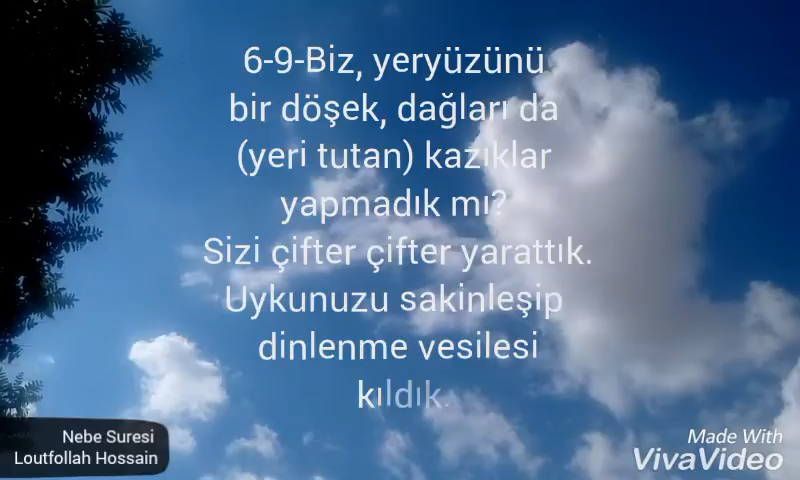 6-9-Biz, yeryüzünü
bir döşek, dağları da
(yeri tutan) kazıklar
yapmadık mı?
Sizi çifter çifter yarattık.
Uykunuzu sakinleşip
dinlenme vesilesi
kıldık.
Nebe Suresi
Loutfollah Hossain
Made With
VivaVideo